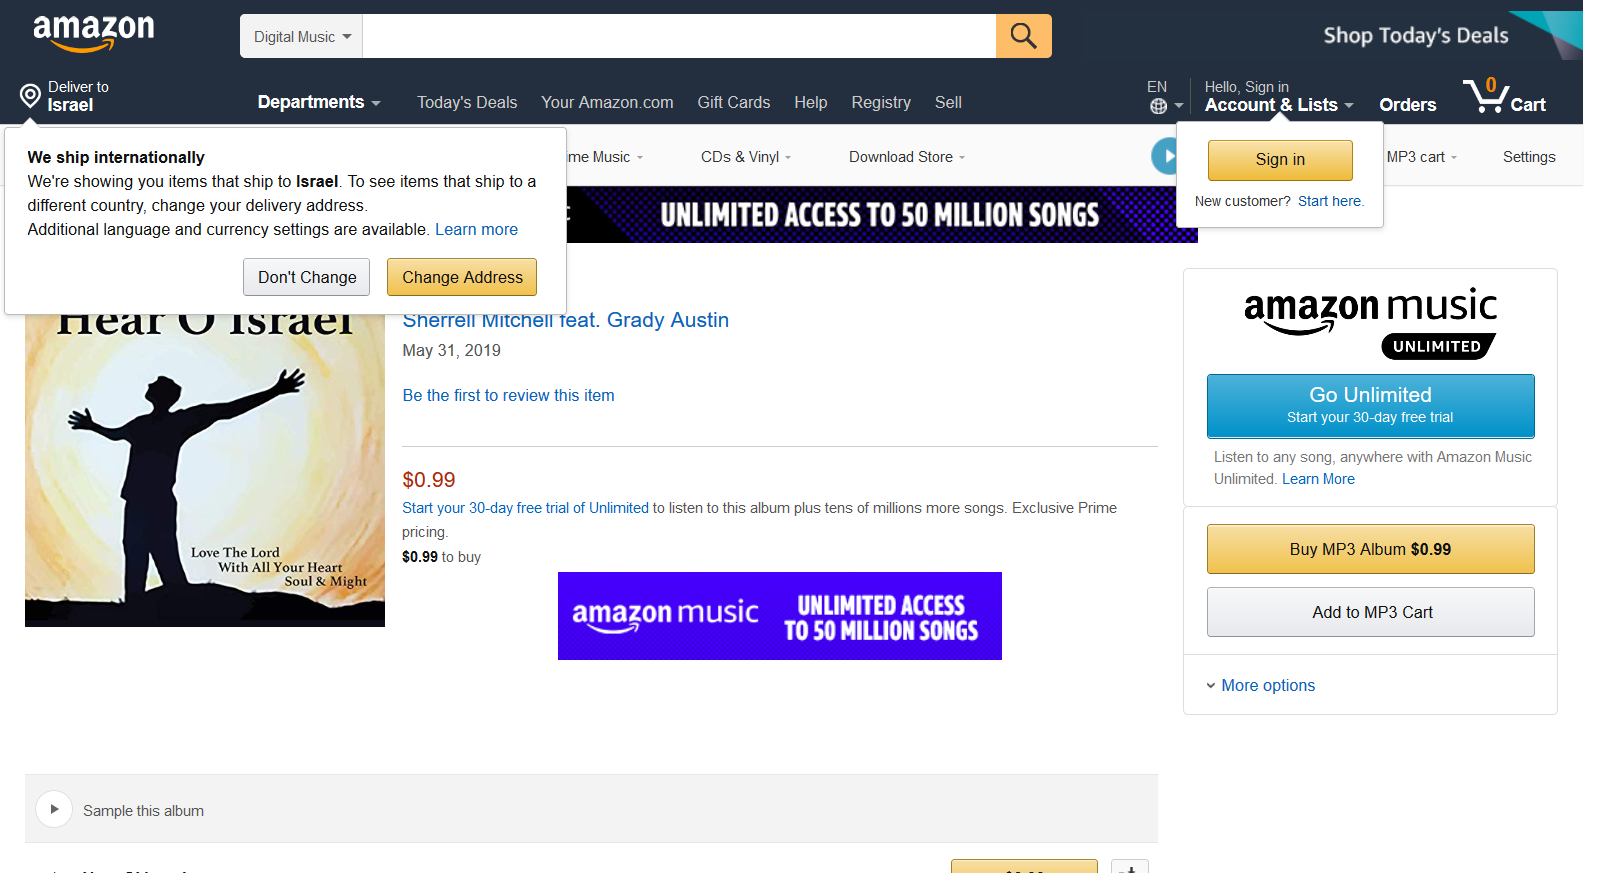 amazon
Digital Music
Shop Today's Deals
Deliver to
Israel
Departments
Today's Deals
Your Amazon.com
Gift Cards
Help
Registry
Sell
EN
Hello, Sign in
Account & Lists
Orders
0
Cart
We ship internationally
We're showing you items that ship to Israel. To see items that ship to a
different country, change your delivery address.
Additional language and currency settings are available. Learn more
Don't Change
Change Address
Music
CDs & Vinyl
Download Store
Sign in
New customer? Start here.
MP3 cart
Settings
UNLIMITED ACCESS TO 50 MILLION SONGS
Hear O Israel
Love The Lord
With All Your Heart
Soul & Might
Sherrell Mitchell feat. Grady Austin
May 31, 2019
Be the first to review this item
$0.99
Start your 30-day free trial of Unlimited to listen to this album plus tens of millions more songs. Exclusive Prime
pricing.
$0.99 to buy
amazon music
UNLIMITED ACCESS
TO 50 MILLION SONGS
amazon music
UNLIMITED
Go Unlimited
Start your 30-day free trial
Listen to any song, anywhere with Amazon Music
Unlimited. Learn More
Buy MP3 Album $0.99
Add to MP3 Cart
More options
Sample this album